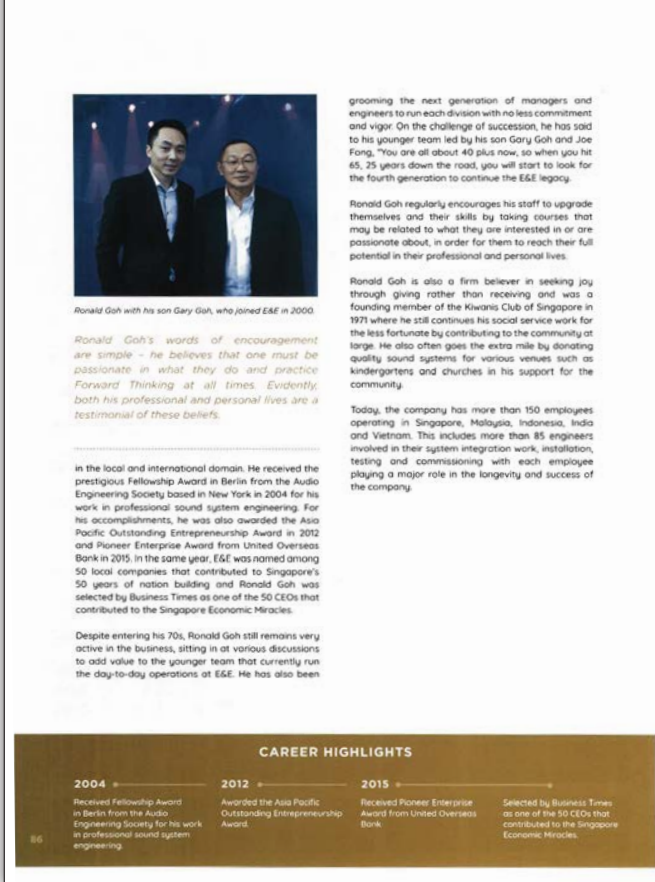 Ronald Goh with his son Gary Goh, who joined E&E in 2000.
Ronald Goh's words of encouragement
are simple – he believes that one must be
passionate in what they do and practice
Forward Thinking at all times. Evidently,
both his professional and personal lives are a
testimonial of these beliefs.
in the local and international domain. He received the
prestigious Fellowship Award in Berlin from the Audio
Engineering Society based in New York in 2004 for his
work in professional sound system engineering. For
his accomplishments, he was also awarded the Asia
Pacific Outstanding Entrepreneurship Award in 2012
and Pioneer Enterprise Award from United Overseas
Bank in 2015. In the same year, E&E was named among
50 local companies that contributed to Singapore's
50 years of nation building and Ronald Goh was
selected by Business Times as one of the 50 CEOs that
contributed to the Singapore Economic Miracles.
Despite entering his 70s, Ronald Goh still remains very
active in the business, sitting in at various discussions
to add value to the younger team that currently run
the day-to-day operations at E&E. He has also been
grooming the next generation of managers and
engineers to run each division with no less commitment
and vigor. On the challenge of succession, he has said
to his younger team led by his son Gary Goh and Joe
Fong, "You are all about 40 plus now, so when you hit
65, 25 years down the road, you will start to look for
the fourth generation to continue the E&E legacy.
Ronald Goh regularly encourages his staff to upgrade
themselves and their skills by taking courses that
may be related to what they are interested in or are
passionate about, in order for them to reach their full
potential in their professional and personal lives.
Ronald Goh is also a firm believer in seeking joy
through giving rather than receiving and was a
founding member of the Kiwanis Club of Singapore in
1971 where he still continues his social service work for
the less fortunate by contributing to the community at
large. He also often goes the extra mile by donating
quality sound systems for various venues such as
kindergartens and churches in his support for the
community.
Today, the company has more than 150 employees
operating in Singapore, Malaysia, Indonesia, India
and Vietnam. This includes more than 85 engineers
involved in their system integration work, installation,
testing and commissioning with each employee
playing a major role in the longevity and success of
the company.
CAREER HIGHLIGHTS
2004
Received Fellowship Award
in Berlin from the Audio
Engineering Society for his work
in professional sound system
engineering.
2012
Awarded the Asia Pacific
Outstanding Entrepreneurship
Award.
2015
Received Pioneer Enterprise
Award from United Overseas
Bank
Selected by Business Times
as one of the 50 CEOs that
contributed to the Singapore
Economic Miracles.
86